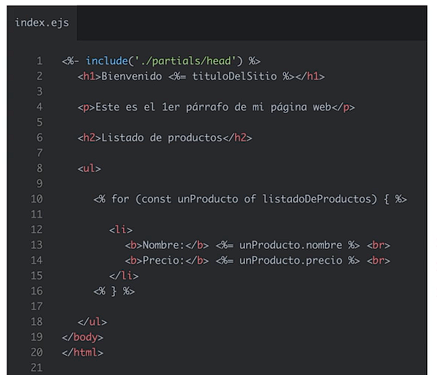 index.ejs
1 <%- include('./partials/head') %>
2 <h1>Bienvenido <%= tituloDelSitio %></h1>
3
4 <p>Este es el 1er párrafo de mi página web</p>
5
6 <h2>Listado de productos</h2>
7
8 <ul>
9
10 <% for (const unProducto of listadoDeProductos) { %>
11
12 <li>
13 <b>Nombre:</b> <%= unProducto.nombre %> <br>
14 <b>Precio:</b> <%= unProducto.precio %> <br>
15 </li>
16 <% } %>
17
18 </ul>
19 </body>
20 </html>
21